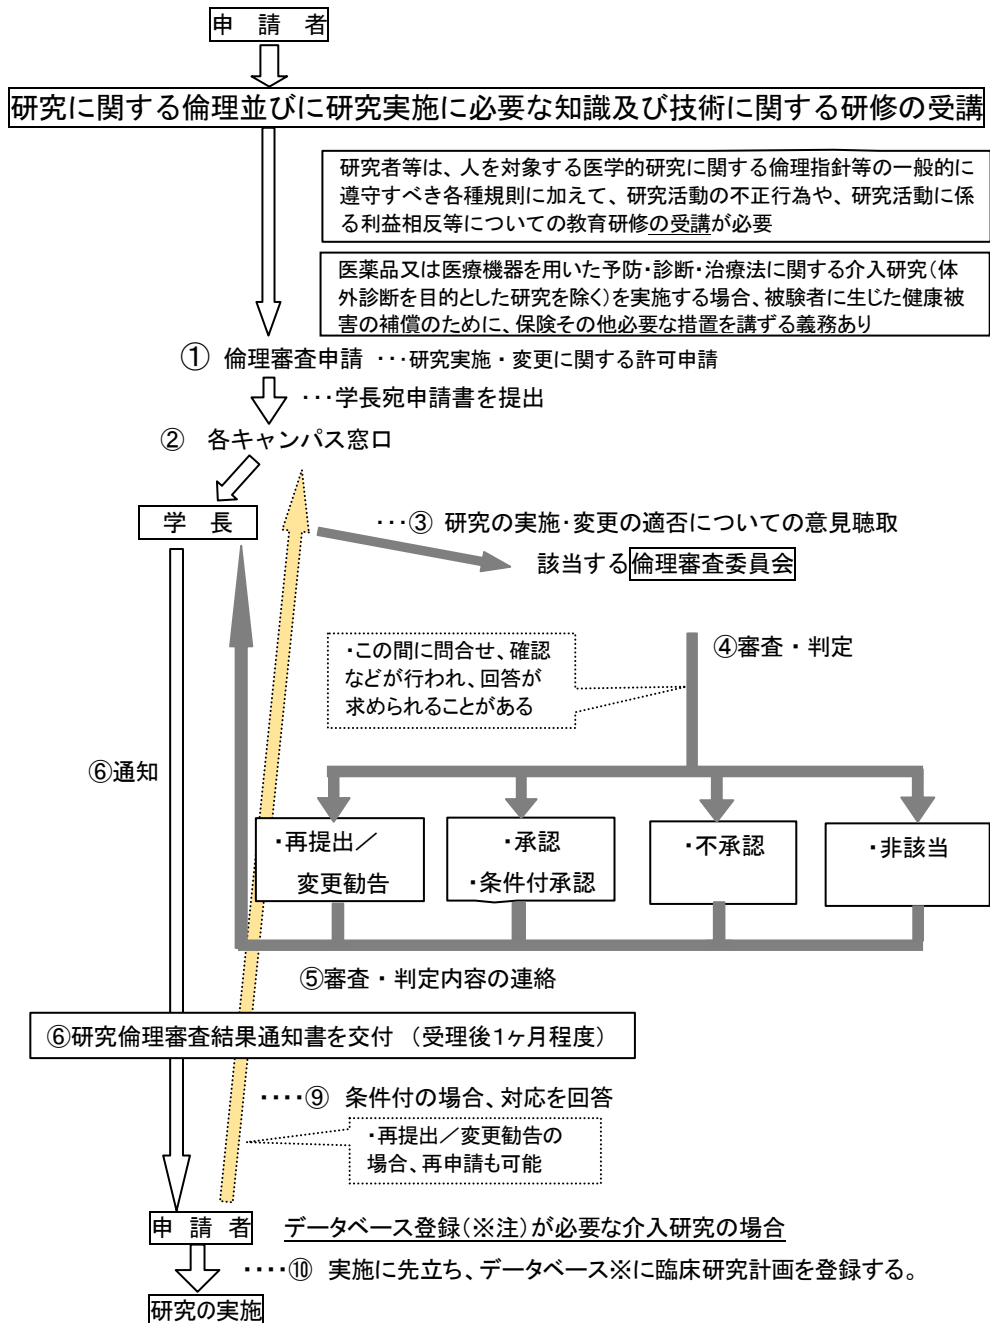 申 請 者
研究に関する倫理並びに研究実施に必要な知識及び技術に関する研修の受講
研究者等は、人を対象する医学的研究に関する倫理指針等の一般的に
遵守すべき各種規則に加えて、研究活動の不正行為や、研究活動に係
る利益相反等についての教育研修の受講が必要
医薬品又は医療機器を用いた予防・診断・治療法に関する介入研究(体
外診断を目的とした研究を除く)を実施する場合、被験者に生じた健康被
害の補償のために、保険その他必要な措置を講ずる義務あり
① 倫理審査申請 ・・・研究実施・変更に関する許可申請
・・・学長宛申請書を提出
② 各キャンパス窓口
学 長
・・・③ 研究の実施・変更の適否についての意見聴取
該当する倫理審査委員会
・この間に問合せ、確認
などが行われ、回答が
求められることがある
④審査・判定
⑥通知
・再提出／
変更勧告
・承認
・条件付承認
・不承認
・非該当
⑤審査・判定内容の連絡
⑥研究倫理審査結果通知書を交付 (受理後1ヶ月程度)
・・・・⑨ 条件付の場合、対応を回答
・再提出／変更勧告の
場合、再申請も可能
申 請 者 データベース登録(※注)が必要な介入研究の場合
・・・・⑩ 実施に先立ち、データベース※に臨床研究計画を登録する。
研究の実施